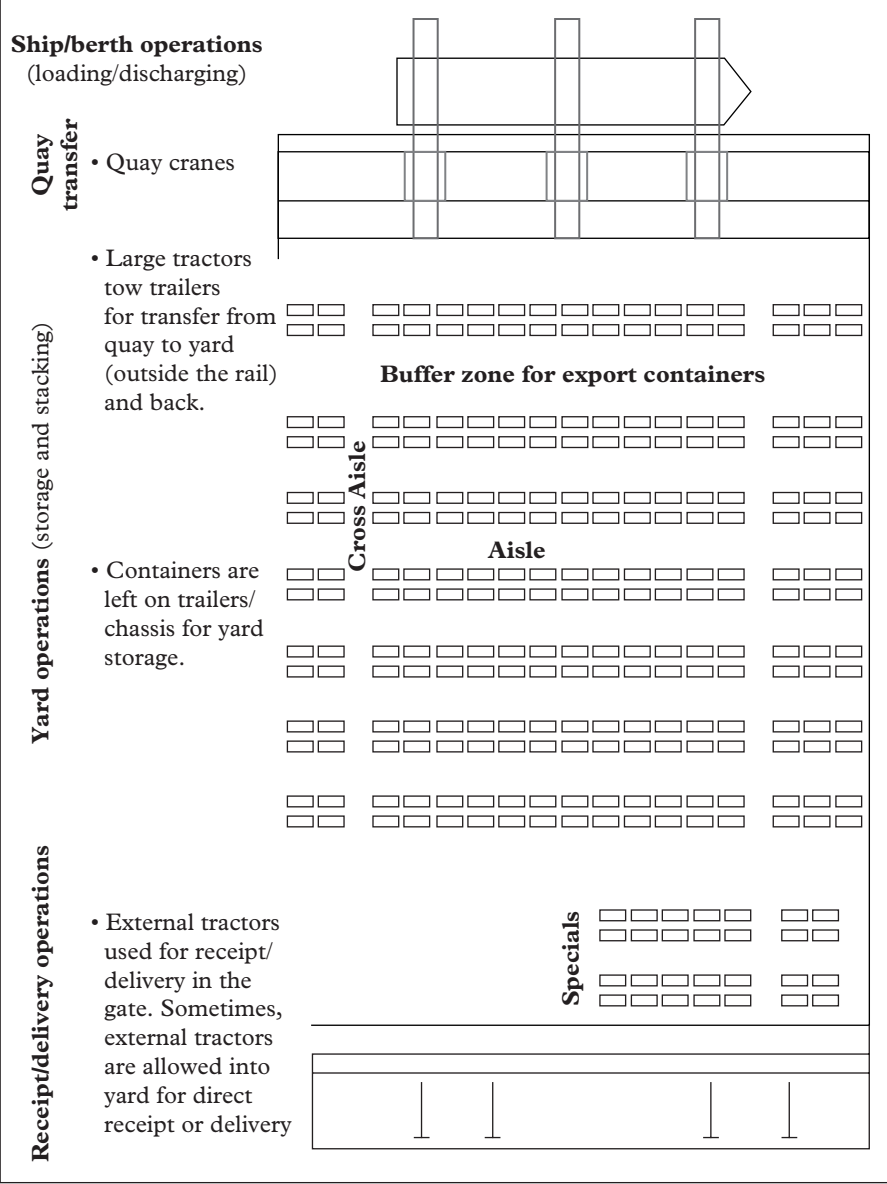 Ship/berth operations
(loading/discharging)
Quay
transfer
• Quay cranes
• Large tractors
tow trailers
for transfer from
quay to yard
(outside the rail)
and back.
Yard operations (storage and stacking)
Buffer zone for export containers
Cross Aisle
Aisle
• Containers are
left on trailers/
chassis for yard
storage.
Receipt/delivery operations
• External tractors
used for receipt/
delivery in the
gate. Sometimes,
external tractors
are allowed into
yard for direct
receipt or delivery
Specials